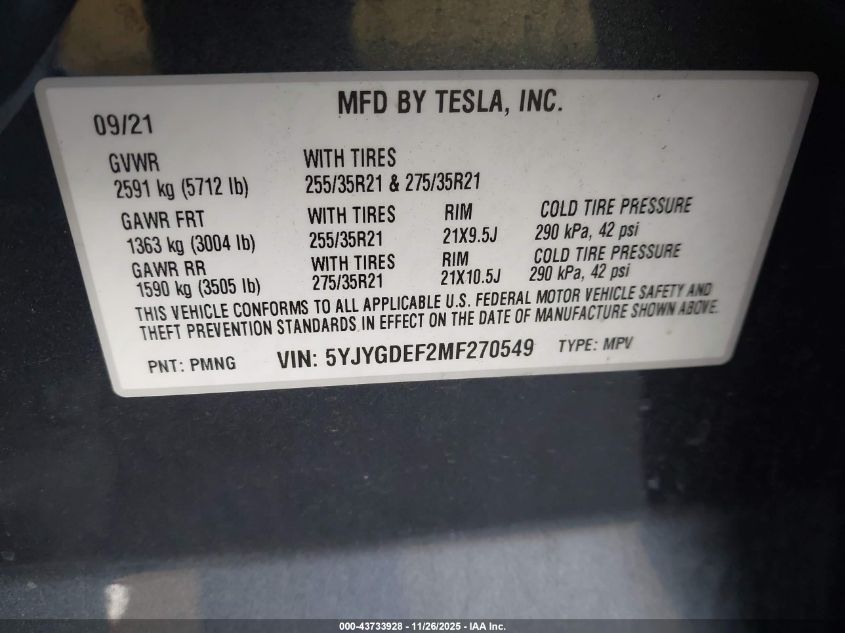 MFD BY TESLA, INC.
09/21
GVWR WITH TIRES
2591 kg (5712 lb) 255/35R21 & 275/35R21
GAWR FRT WITH TIRES RIM COLD TIRE PRESSURE
1363 kg (3004 lb) 255/35R21 21X9.5J 290 kPa, 42 psi
GAWR RR WITH TIRES RIM COLD TIRE PRESSURE
1590 kg (3505 lb) 275/35R21 21X10.5J 290 kPa, 42 psi
THIS VEHICLE CONFORMS TO ALL APPLICABLE U.S. FEDERAL MOTOR VEHICLE SAFETY AND
THEFT PREVENTION STANDARDS IN EFFECT ON THE DATE OF MANUFACTURE SHOWN ABOVE.
PNT: PMNG VIN: 5YJYGDEF2MF270549 TYPE: MPV
000-43733928 - 11/26/2025 - IAA Inc.